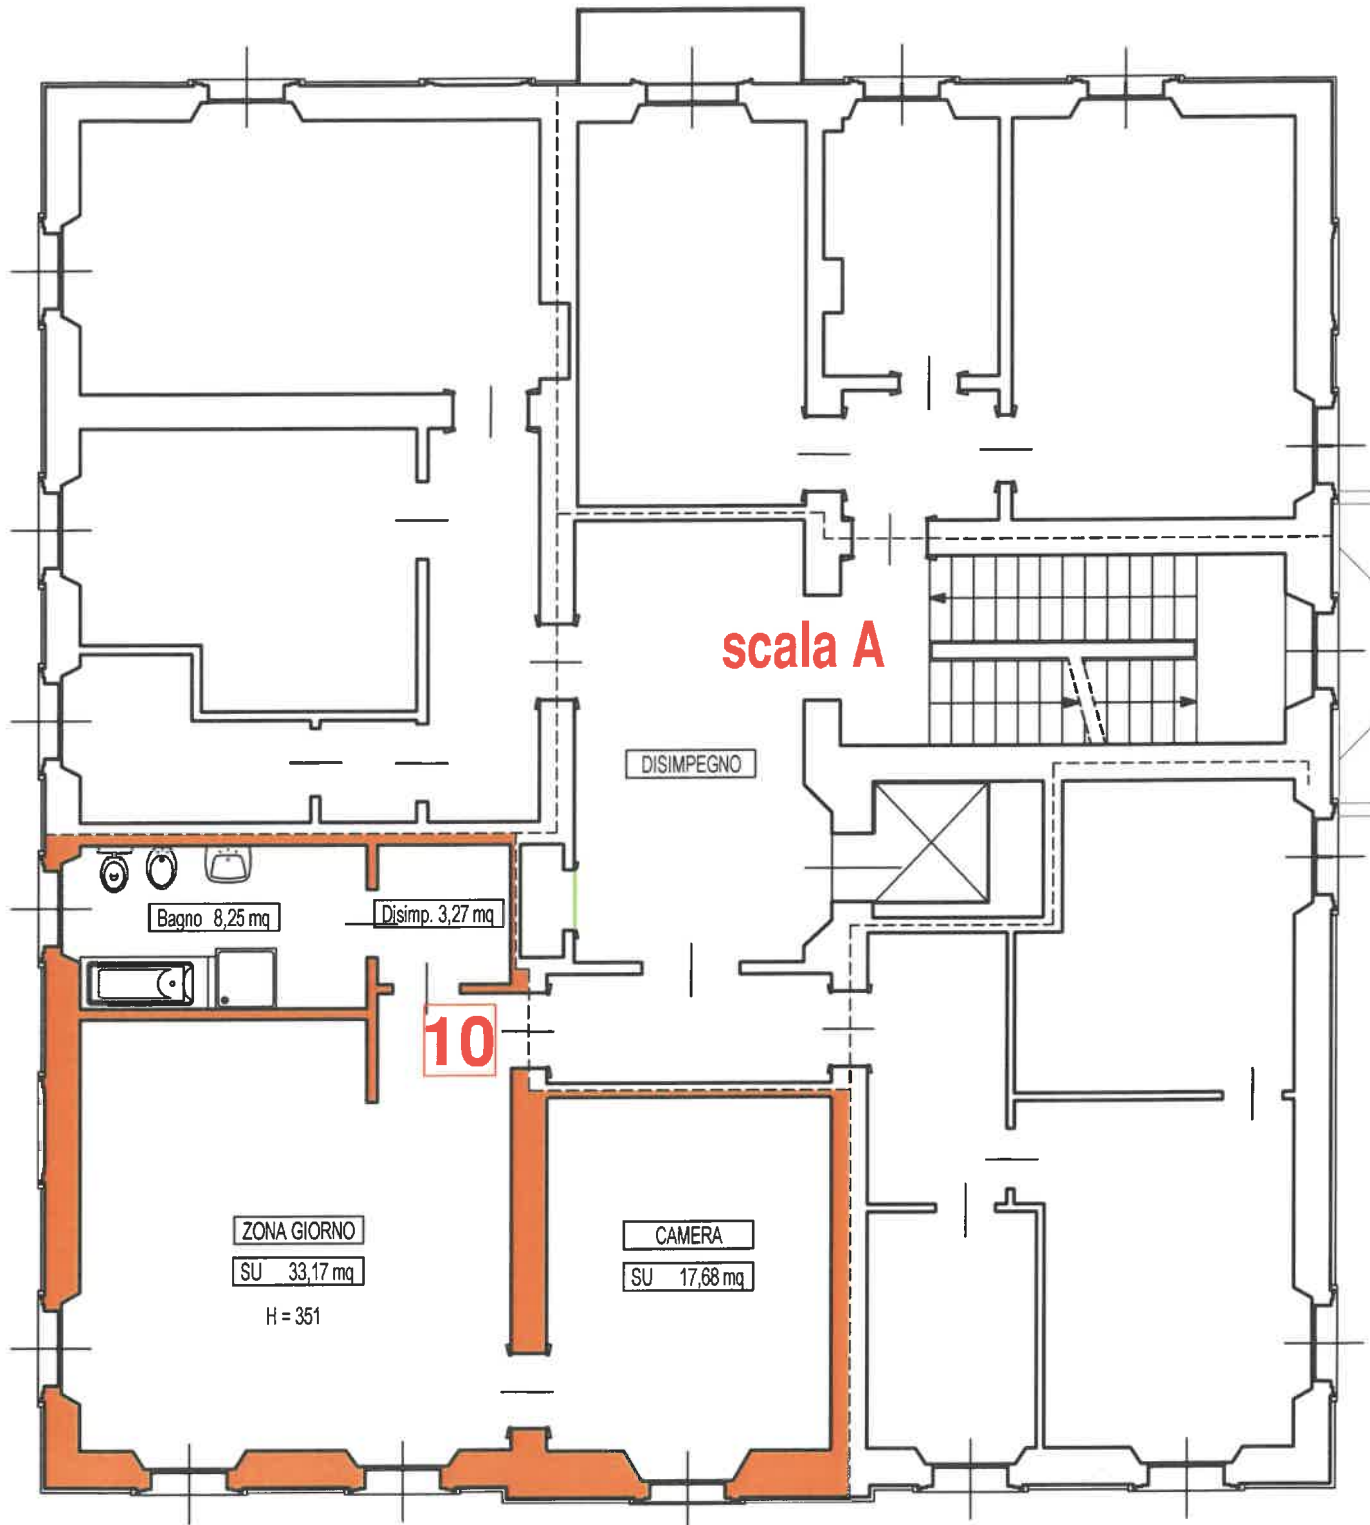 scala A
DISIMPEGNO
Bagno 8,25 mq
Disimp. 3,27 mq
10
ZONA GIORNO
SU 33,17 mq
H = 351
CAMERA
SU 17,68 mq